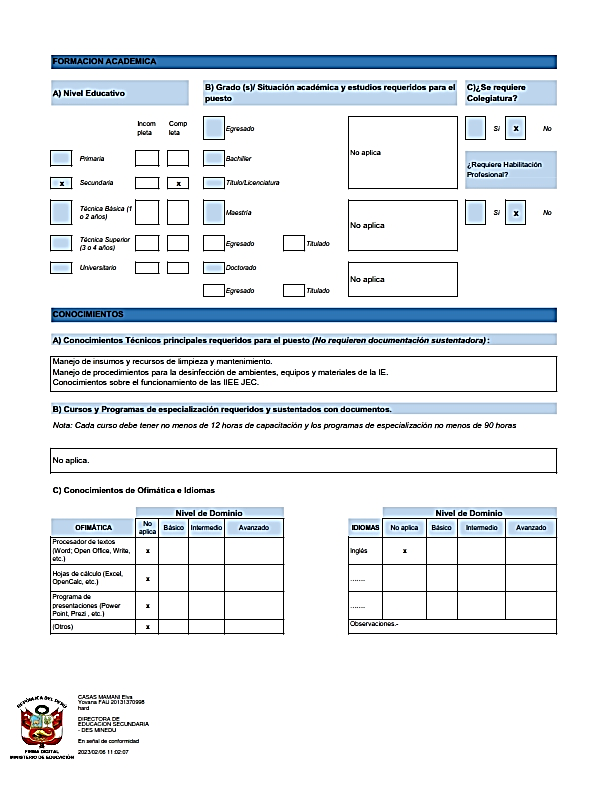 FORMACION ACADEMICA
A) Nivel Educativo
B) Grado (s)/ Situación académica y estudios requeridos para el
puesto
C)¿Se requiere
Colegiatura?
Incom
pleta
Comp
leta
Egresado
No aplica
Sí
x
No
Primaria
Bachiller
¿Requiere Habilitación
Profesional?
x
Secundaria
x
Título/Licenciatura
Técnica Básica (1
o 2 años)
Maestría
No aplica
Sí
x
No
Técnica Superior
(3 o 4 años)
Egresado
Titulado
Universitario
Doctorado
No aplica
Egresado
Titulado
CONOCIMIENTOS
A) Conocimientos Técnicos principales requeridos para el puesto (No requieren documentación sustentadora) :
Manejo de insumos y recursos de limpieza y mantenimiento.
Manejo de procedimientos para la desinfección de ambientes, equipos y materiales de la IE.
Conocimientos sobre el funcionamiento de las IIEE JEC.
B) Cursos y Programas de especialización requeridos y sustentados con documentos.
Nota: Cada curso debe tener no menos de 12 horas de capacitación y los programas de especialización no menos de 90 horas
No aplica.
C) Conocimientos de Ofimática e Idiomas
Nivel de Dominio
OFIMÁTICA
No
aplica
Básico
Intermedio
Avanzado
Procesador de textos
(Word; Open Office, Write,
etc.)
x
Hojas de cálculo (Excel,
OpenCalc, etc.)
x
Programa de
presentaciones (Power
Point, Prezi , etc.)
x
(Otros)
x
Nivel de Dominio
IDIOMAS
No aplica
Básico
Intermedio
Avanzado
Inglés
x
.......
.......
Observaciones.-
REPÚBLICA DEL PERÚ
FIRMA DIGITAL
MINISTERIO DE EDUCACIÓN
CASAS MAMANI Elva
Yovana FAU 20131370998
hard
DIRECTORA DE
EDUCACIÓN SECUNDARIA
- DES MINEDU
En señal de conformidad
2023/02/06 11:02:07